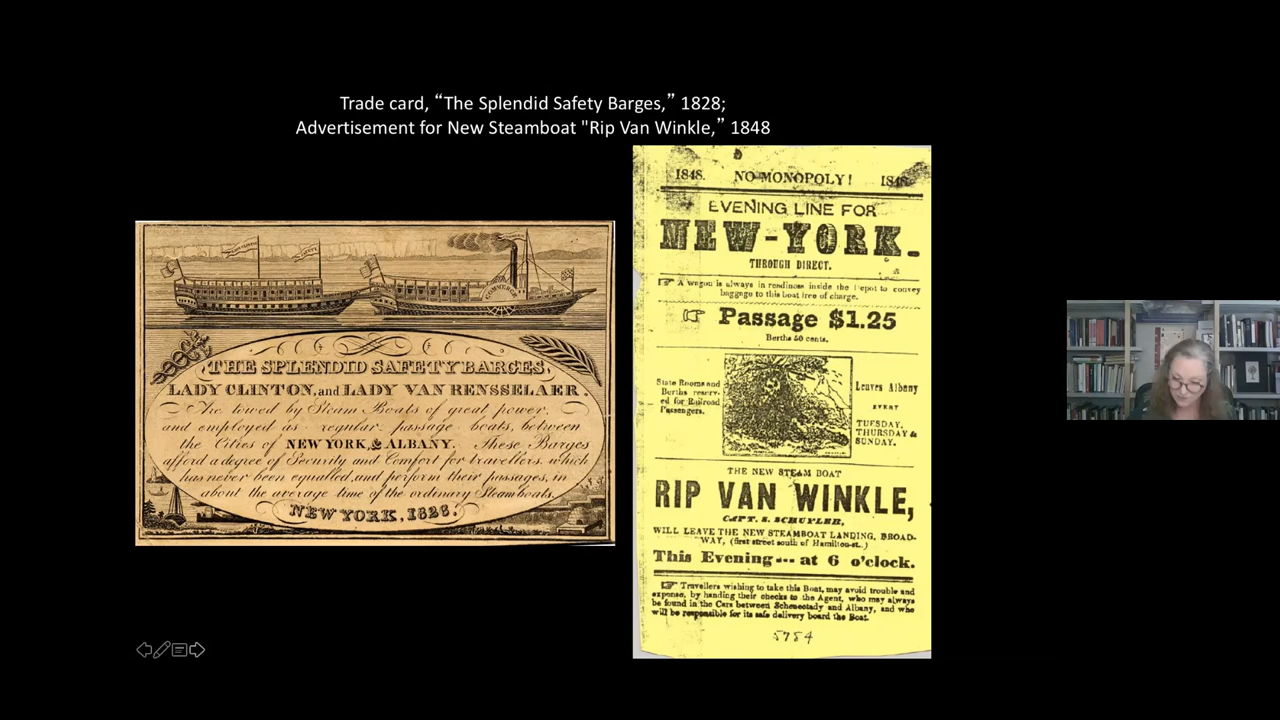 Trade card, “The Splendid Safety Barges,” 1828;
Advertisement for New Steamboat "Rip Van Winkle,” 1848
COMMERCE
THE SPLENDID SAFETY BARGES,
LADY CLINTON, and LADY VAN RENSSELAER.
Are towed by Steam Boats of great power,
and employed as regular passage boats, between
the Cities of NEW YORK, & ALBANY. These Barges
afford a degree of Security and Comfort for travellers, which
has never been equalled, and perform their passages, in
about the average time of the ordinary Steamboats.
NEW YORK, 1828.
1848. NO MONOPOLY! 1848.
EVENING LINE FOR
NEW-YORK.
THROUGH DIRECT.
A wagon is always in readiness inside the Depot to convey
baggage to this boat free of charge.
Passage $1.25
Berths 50 cents.
State Rooms and
Berths reserv-
ed for Railroad
Passengers.
Leaves Albany
EVERY
TUESDAY,
THURSDAY &
SUNDAY.
THE NEW STEAM BOAT
RIP VAN WINKLE,
CAPT. S. SCHUYLER,
WILL LEAVE THE NEW STEAMBOAT LANDING, BROAD-
WAY, (first street south of Hamilton-st.)
This Evening--- at 6 o'clock.
Travellers wishing to take this Boat, may avoid trouble and
expense, by handing their checks to the Agent, who may always
be found in the Cars between Schenectady and Albany, and who
will be responsible for its safe delivery board the Boat.
5754